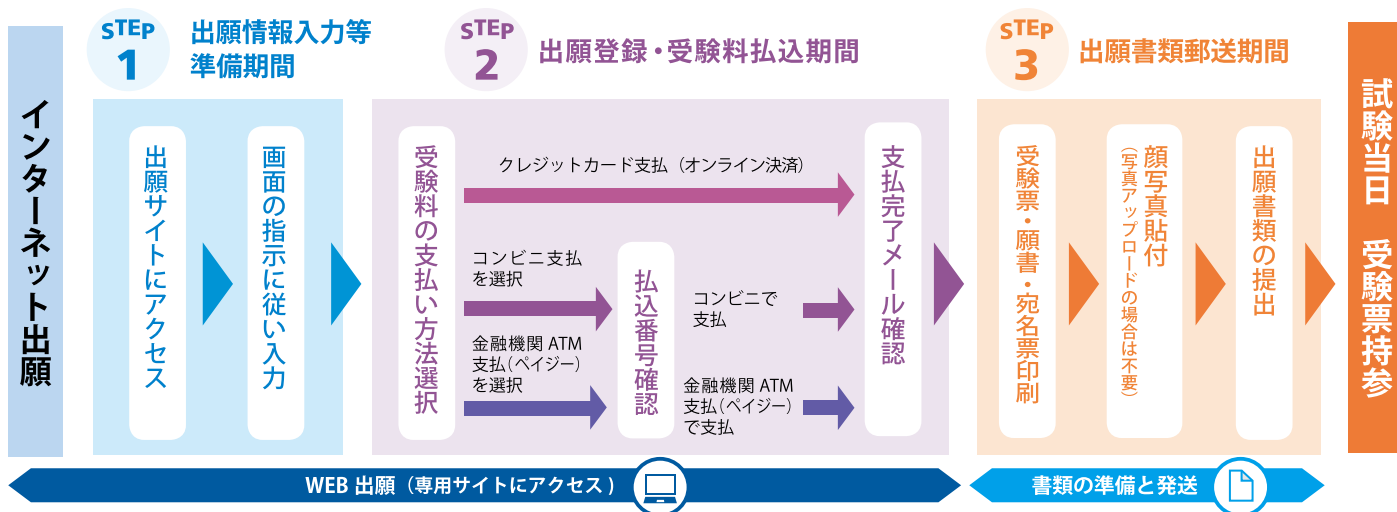 インターネット出願
STEP
1
出願情報入力等
準備期間
出願サイトにアクセス
画面の指示に従い入力
STEP
2
出願登録・受験料払込期間
受験料の支払い方法選択
クレジットカード支払（オンライン決済）
コンビニ支払
を選択
金融機関 ATM
支払（ペイジー）
を選択
払込番号確認
コンビニで
支払
金融機関 ATM
支払（ペイジー）
で支払
支払完了メール確認
STEP
3
出願書類郵送期間
受験票・願書・宛名票印刷
顔写真貼付
（写真アップロードの場合は不要）
出願書類の提出
試験当日　受験票持参
WEB 出願（専用サイトにアクセス )
書類の準備と発送